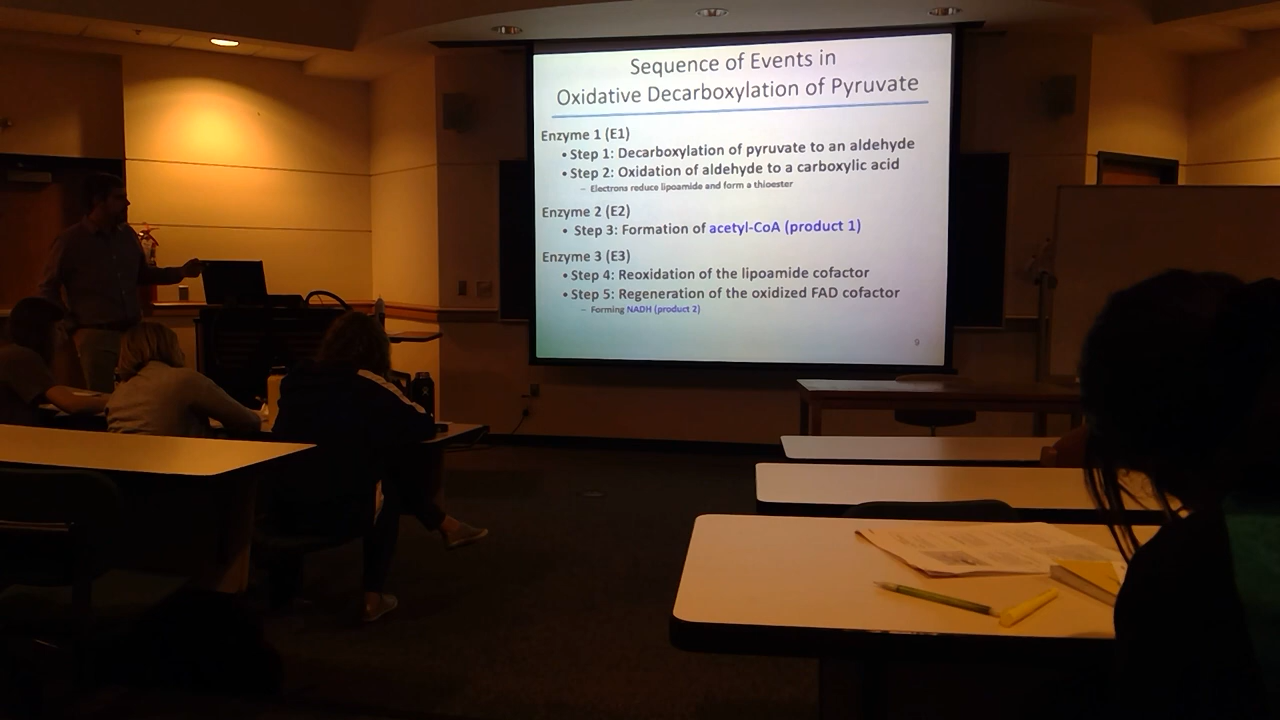 Sequence of Events in
Oxidative Decarboxylation of Pyruvate
Enzyme 1 (E1)
• Step 1: Decarboxylation of pyruvate to an aldehyde
• Step 2: Oxidation of aldehyde to a carboxylic acid
– Electrons reduce lipoamide and form a thioester
Enzyme 2 (E2)
• Step 3: Formation of acetyl-CoA (product 1)
Enzyme 3 (E3)
• Step 4: Reoxidation of the lipoamide cofactor
• Step 5: Regeneration of the oxidized FAD cofactor
– Forming NADH (product 2)
9